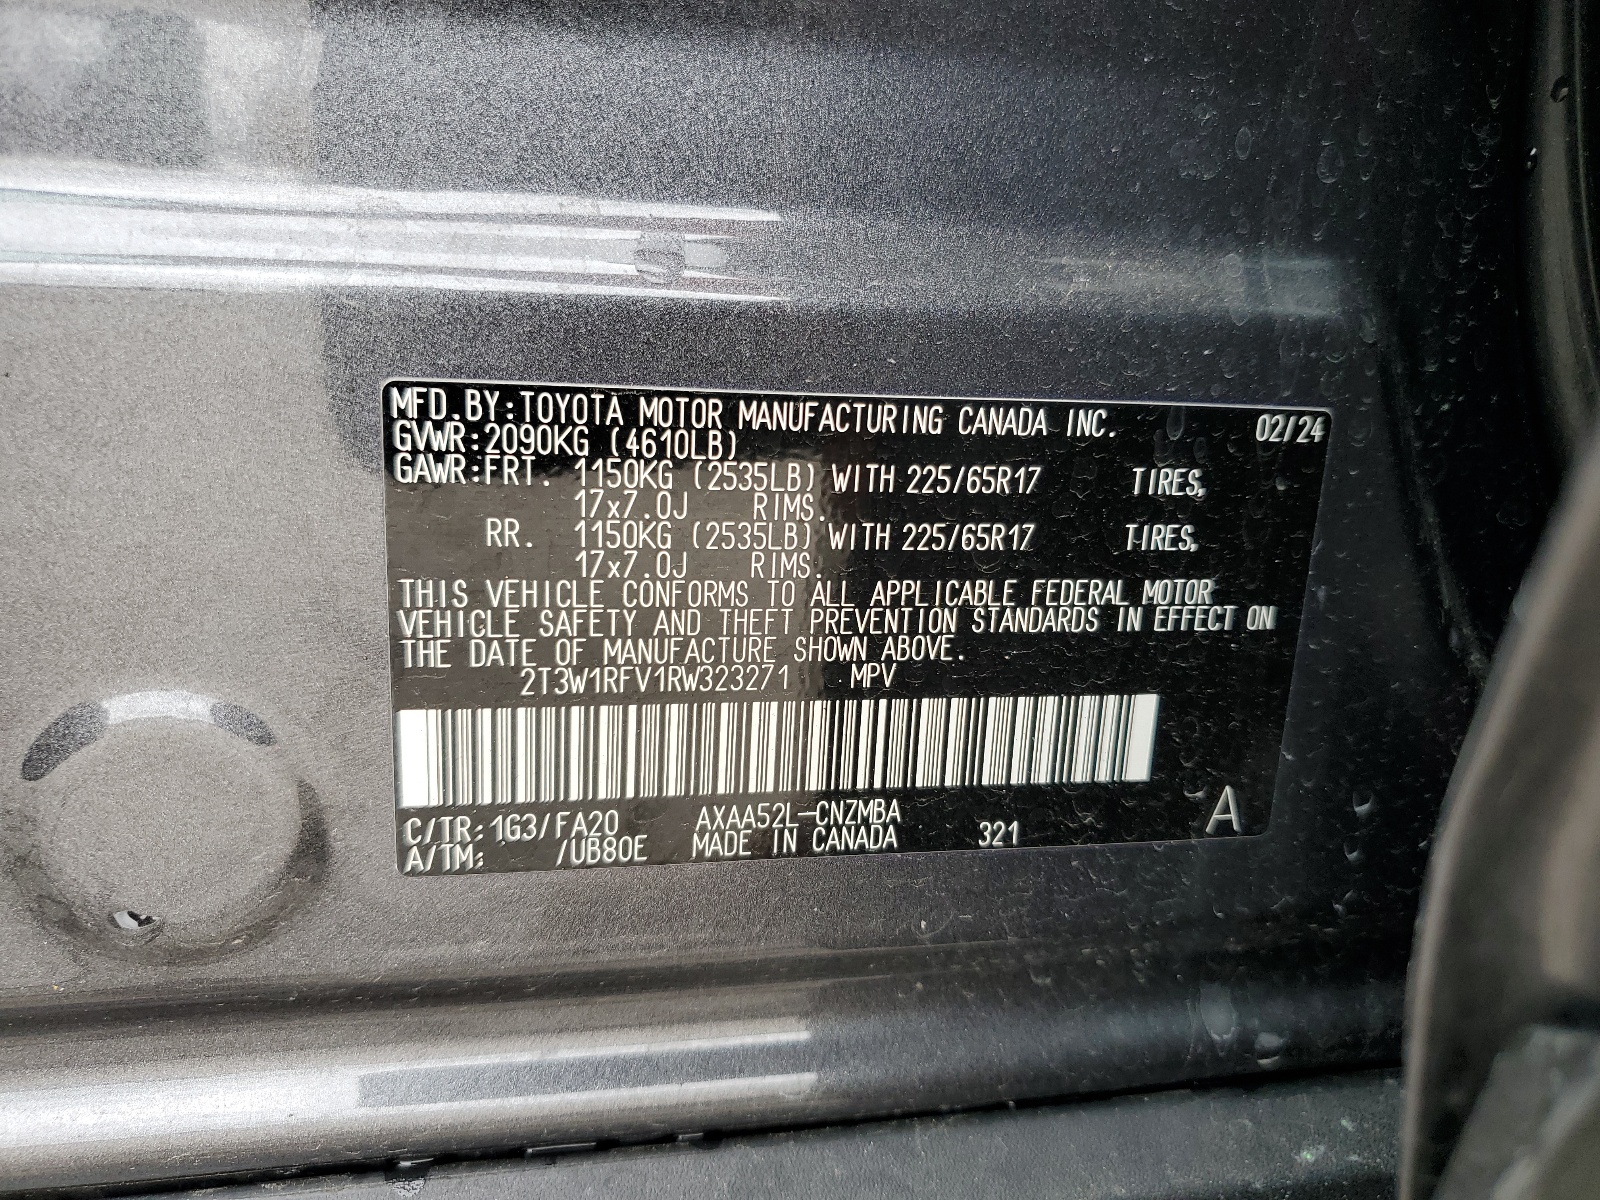 MFD.BY:TOYOTA MOTOR MANUFACTURING CANADA INC. 02/24
GVWR:2090KG (4610LB)
GAWR:FRT. 1150KG (2535LB) WITH 225/65R17 TIRES,
17x7.0J RIMS.
RR. 1150KG (2535LB) WITH 225/65R17 TIRES,
17x7.0J RIMS.
THIS VEHICLE CONFORMS TO ALL APPLICABLE FEDERAL MOTOR
VEHICLE SAFETY AND THEFT PREVENTION STANDARDS IN EFFECT ON
THE DATE OF MANUFACTURE SHOWN ABOVE.
2T3W1RFV1RW323271 MPV
C/TR:1G3/FA20 AXAA52L-CNZMBA
A/TM: /UB80E MADE IN CANADA 321 A